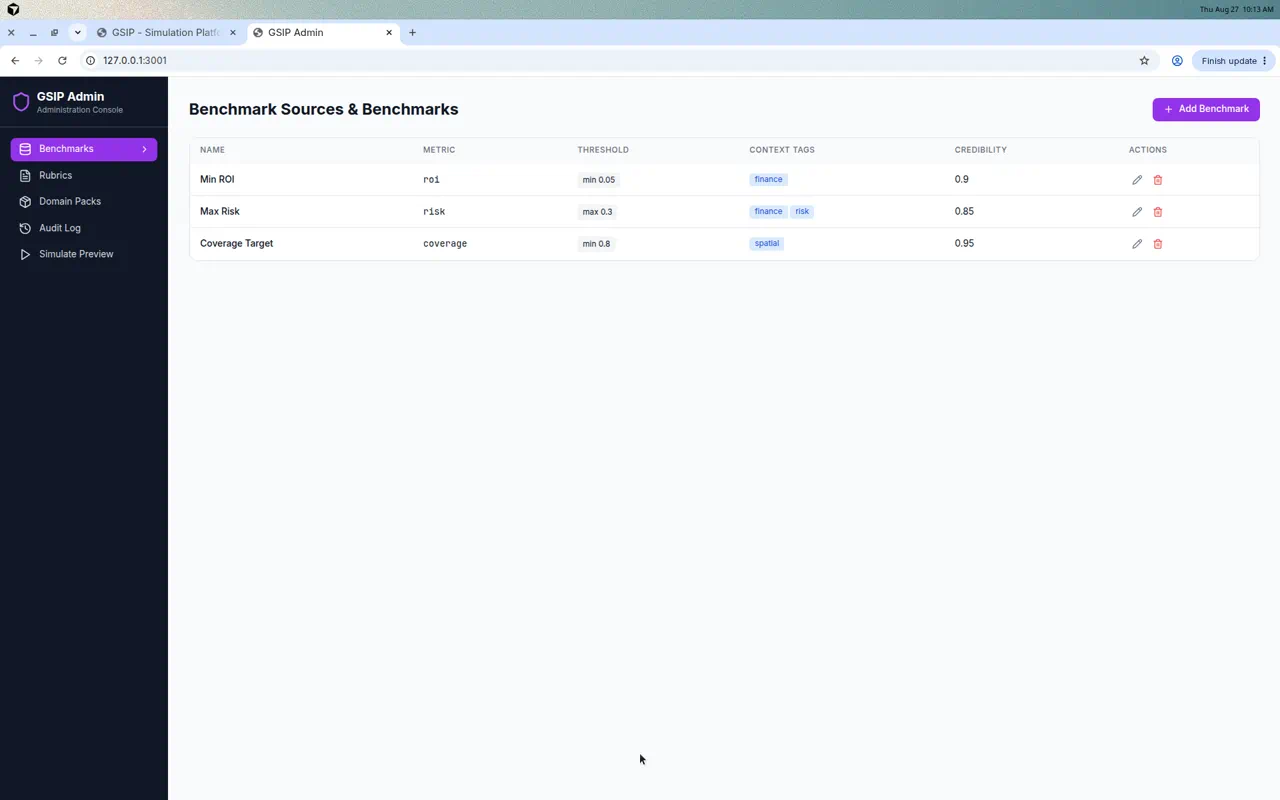 Thu Aug 27 10:13 AM
GSIP - Simulation Platf
GSIP Admin
127.0.0.1:3001
Finish update
GSIP Admin
Administration Console
Benchmarks
Rubrics
Domain Packs
Audit Log
Simulate Preview
Benchmark Sources & Benchmarks
+ Add Benchmark
NAME METRIC THRESHOLD CONTEXT TAGS CREDIBILITY ACTIONS
Min ROI roi min 0.05 finance 0.9
Max Risk risk max 0.3 finance risk 0.85
Coverage Target coverage min 0.8 spatial 0.95